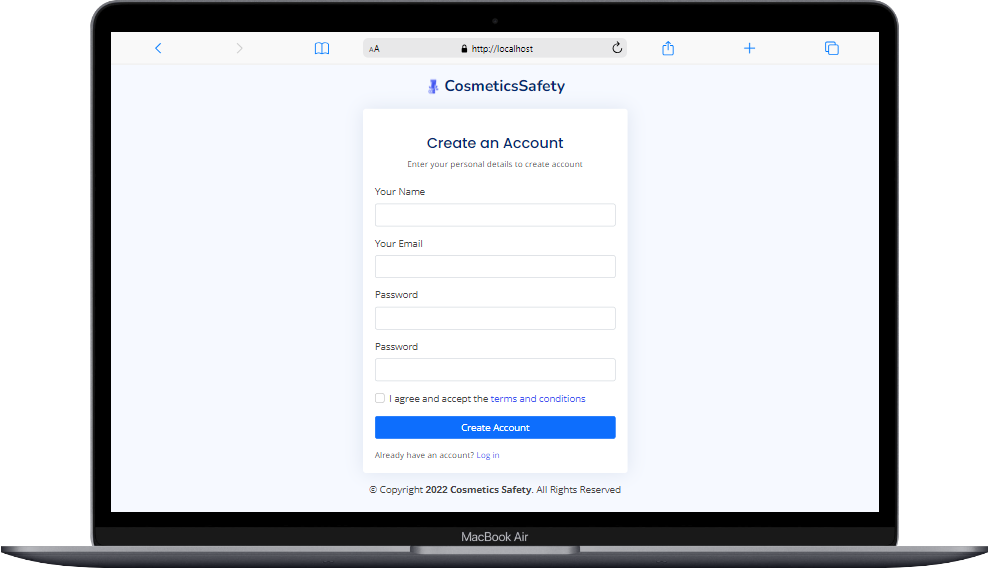 AA http://localhost
CosmeticsSafety
Create an Account
Enter your personal details to create account
Your Name
Your Email
Password
Password
I agree and accept the terms and conditions
Create Account
Already have an account? Log in
© Copyright 2022 Cosmetics Safety. All Rights Reserved
MacBook Air